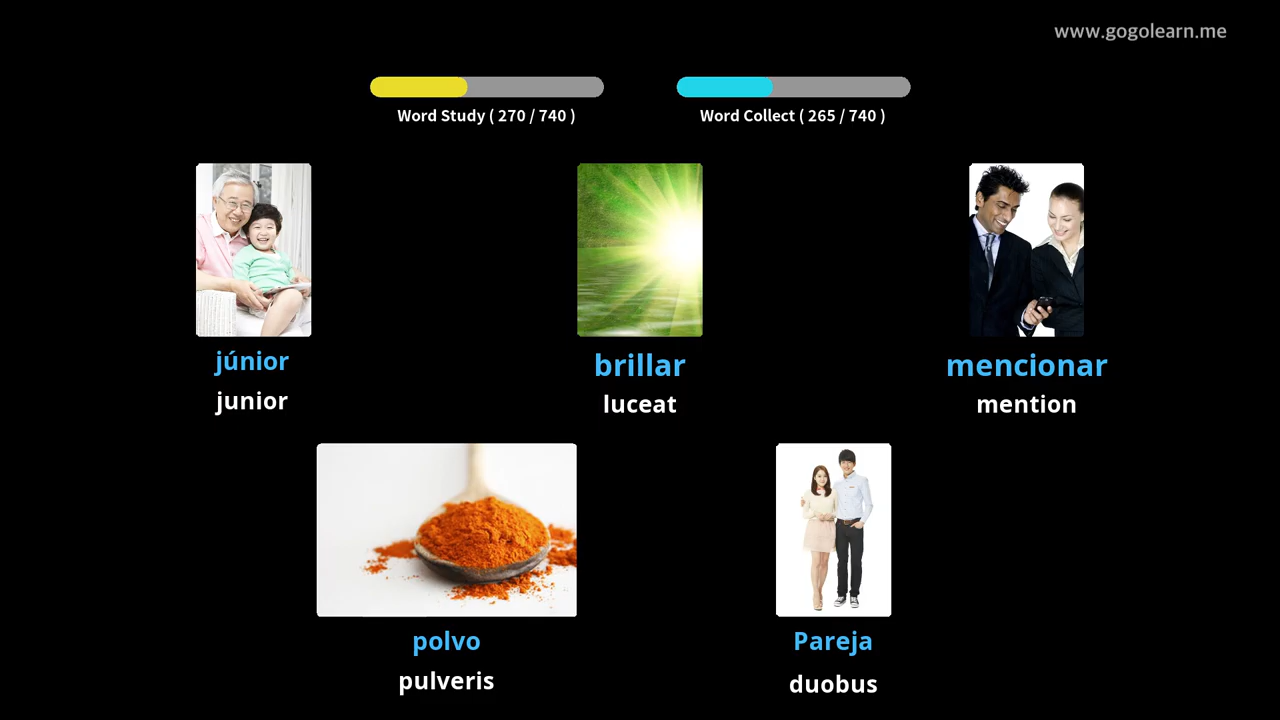 www.gogolearn.me
Word Study ( 270 / 740 )
Word Collect ( 265 / 740 )
júnior
junior
brillar
luceat
mencionar
mention
polvo
pulveris
Pareja
duobus